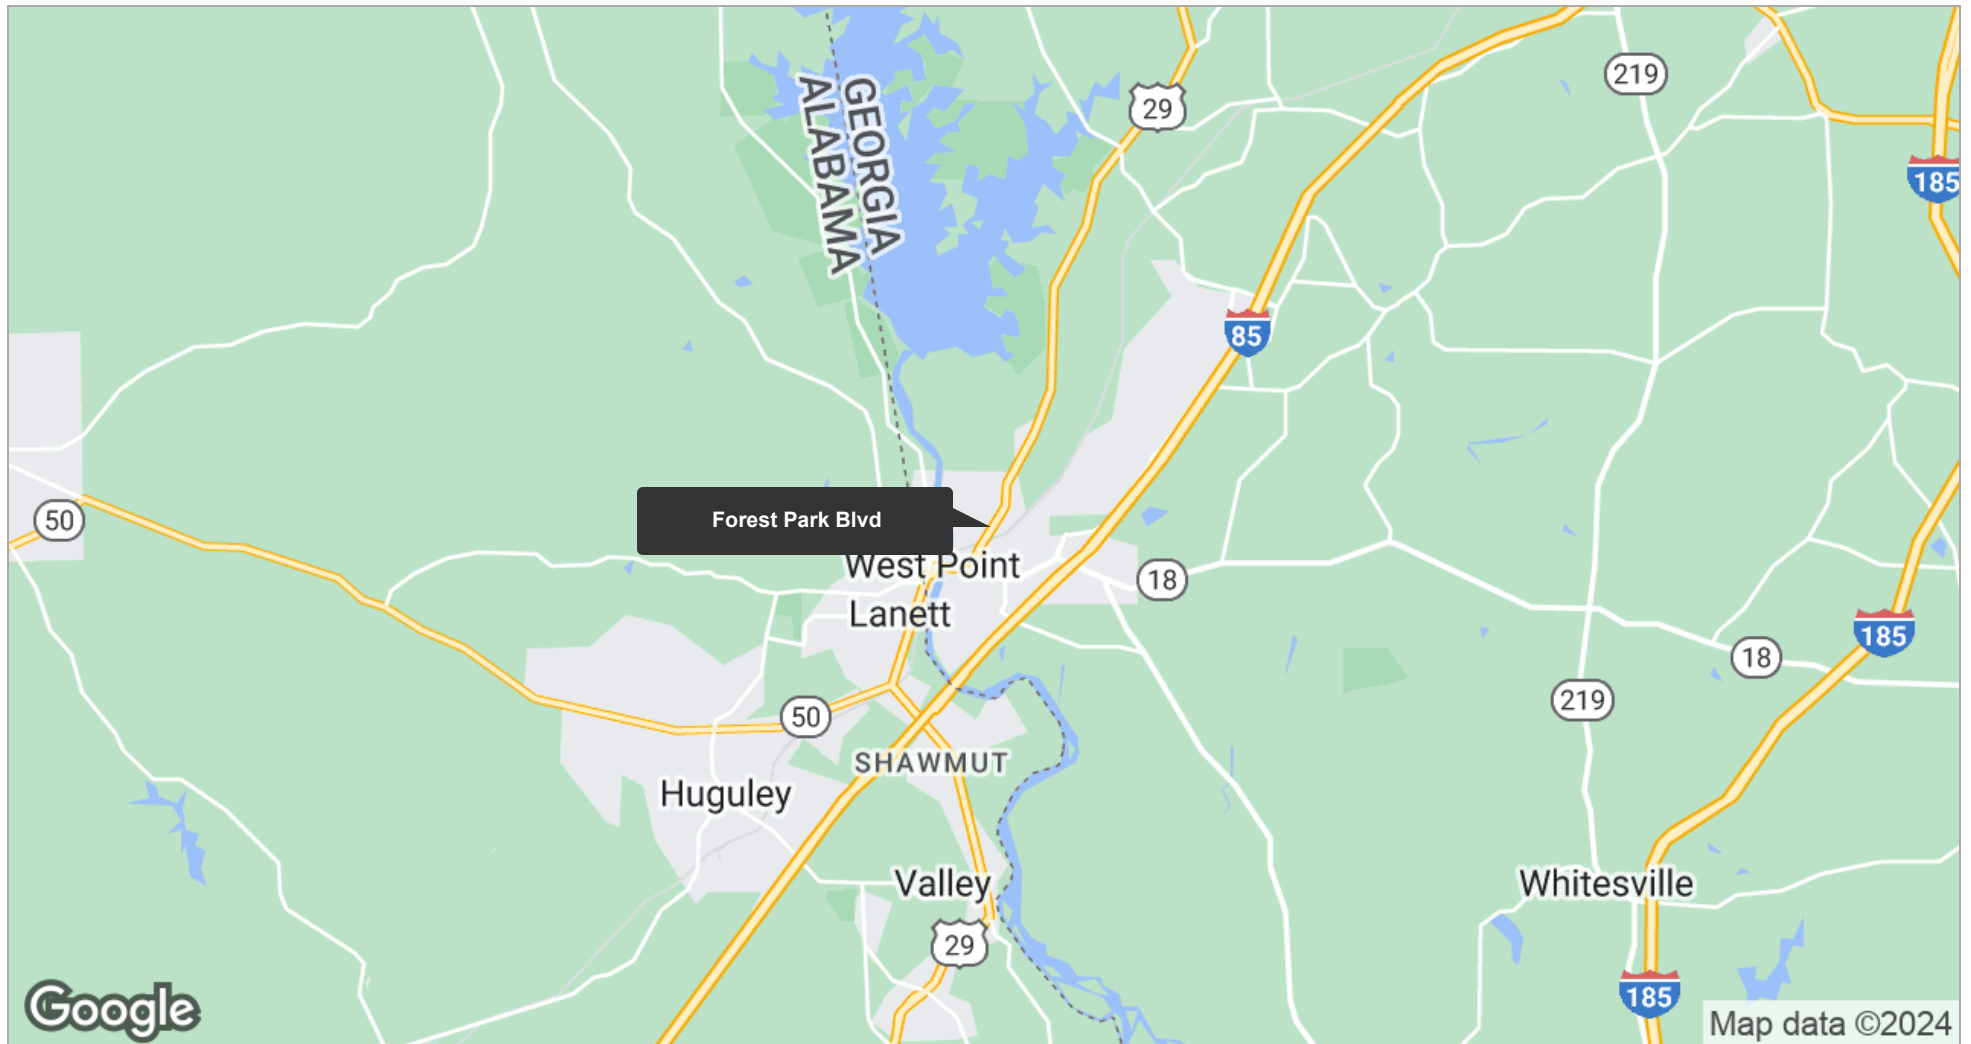 219
29
GEORGIA
ALABAMA
185
85
50
Forest Park Blvd
West Point
18
Lanett
185
18
219
50
SHAWMUT
Huguley
Valley
Whitesville
29
185
Google
Map data ©2024